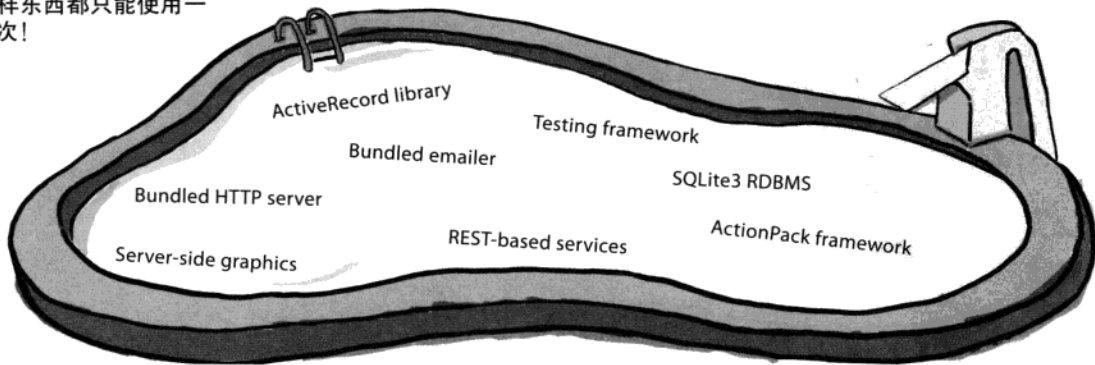 样东西都只能使用一
次！
ActiveRecord library
Testing framework
Bundled emailer
SQLite3 RDBMS
Bundled HTTP server
ActionPack framework
REST-based services
Server-side graphics